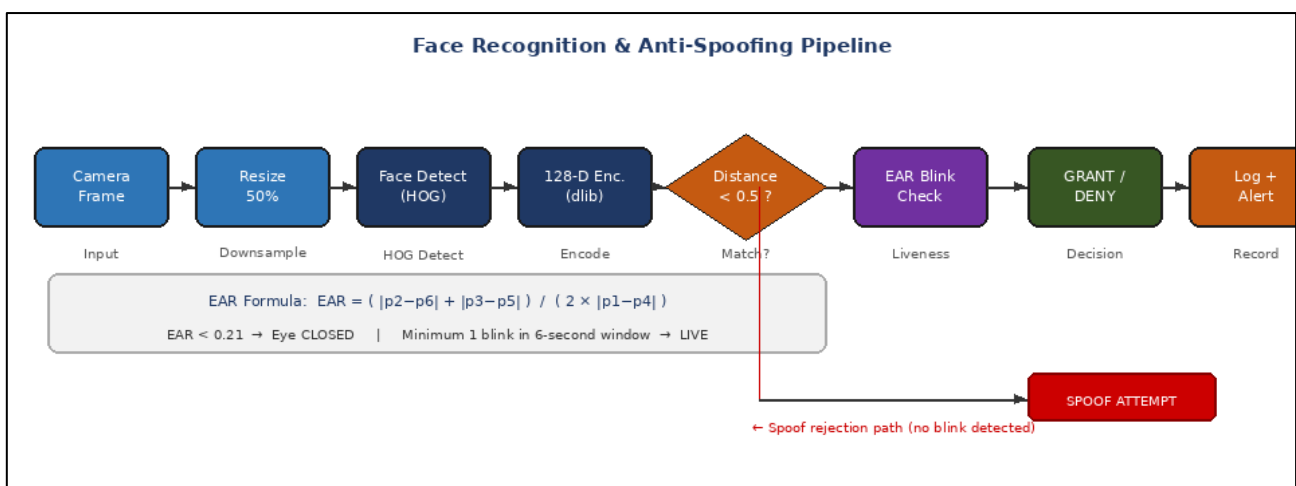 Face Recognition & Anti-Spoofing Pipeline
Camera
Frame
Resize
50%
Face Detect
(HOG)
128-D Enc.
(dlib)
Distance
< 0.5 ?
EAR Blink
Check
GRANT /
DENY
Log +
Alert
Input
Downsample
HOG Detect
Encode
Match?
Liveness
Decision
Record
EAR Formula:  EAR = ( |p2−p6| + |p3−p5| )  /  ( 2 × |p1−p4| )
EAR < 0.21  →  Eye CLOSED     |     Minimum 1 blink in 6-second window  →  LIVE
SPOOF ATTEMPT
← Spoof rejection path (no blink detected)